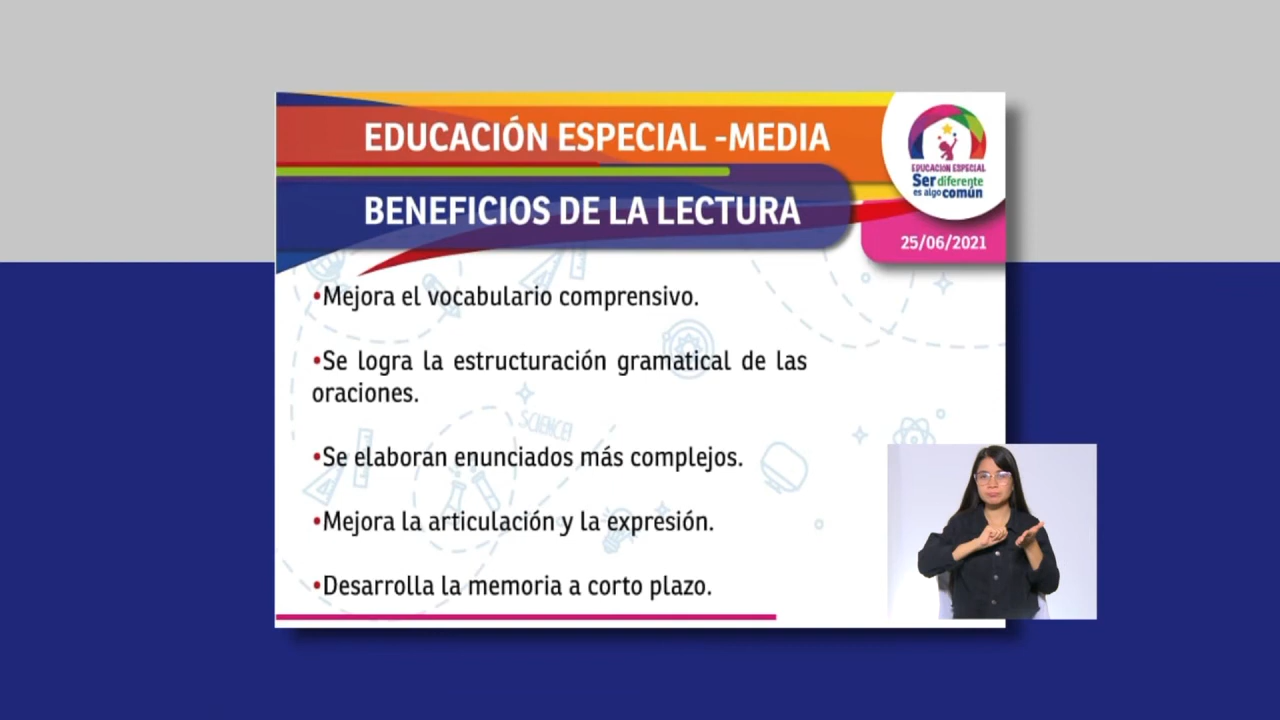 EDUCACIÓN ESPECIAL -MEDIA
EDUCACIÓN ESPECIAL
Ser diferente
es algo común
BENEFICIOS DE LA LECTURA
25/06/2021
•Mejora el vocabulario comprensivo.
•Se logra la estructuración gramatical de las
oraciones.
SCIENCE!
•Se elaboran enunciados más complejos.
•Mejora la articulación y la expresión.
•Desarrolla la memoria a corto plazo.